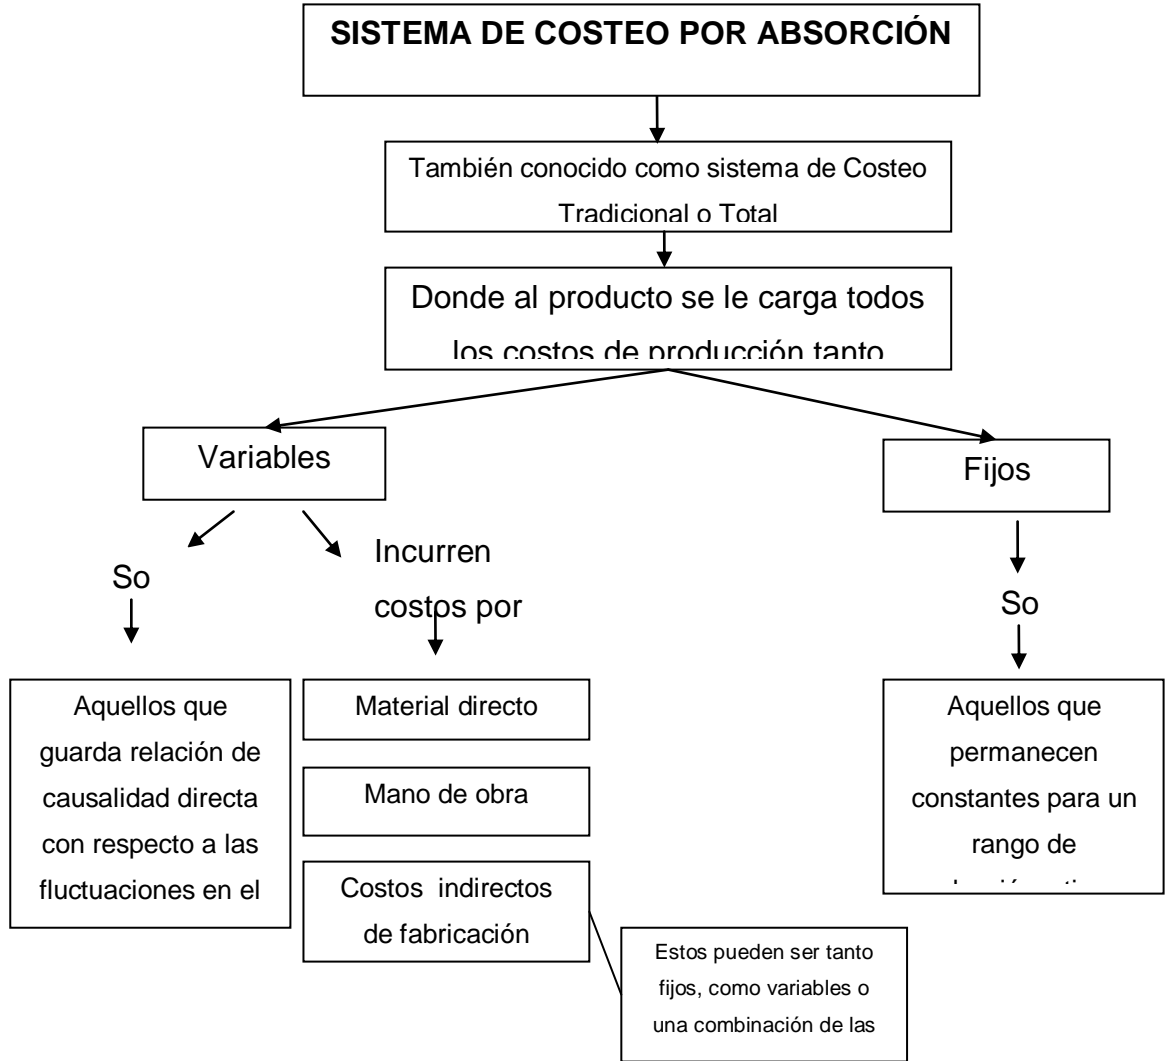 SISTEMA DE COSTEO POR ABSORCIÓN
También conocido como sistema de Costeo
Tradicional o Total
Donde al producto se le carga todos
los costos de producción tanto
Variables
Fijos
So
Incurren
costos por
So
Aquellos que
guarda relación de
causalidad directa
con respecto a las
fluctuaciones en el
Material directo
Mano de obra
Costos indirectos
de fabricación
Estos pueden ser tanto
fijos, como variables o
una combinación de las
Aquellos que
permanecen
constantes para un
rango de